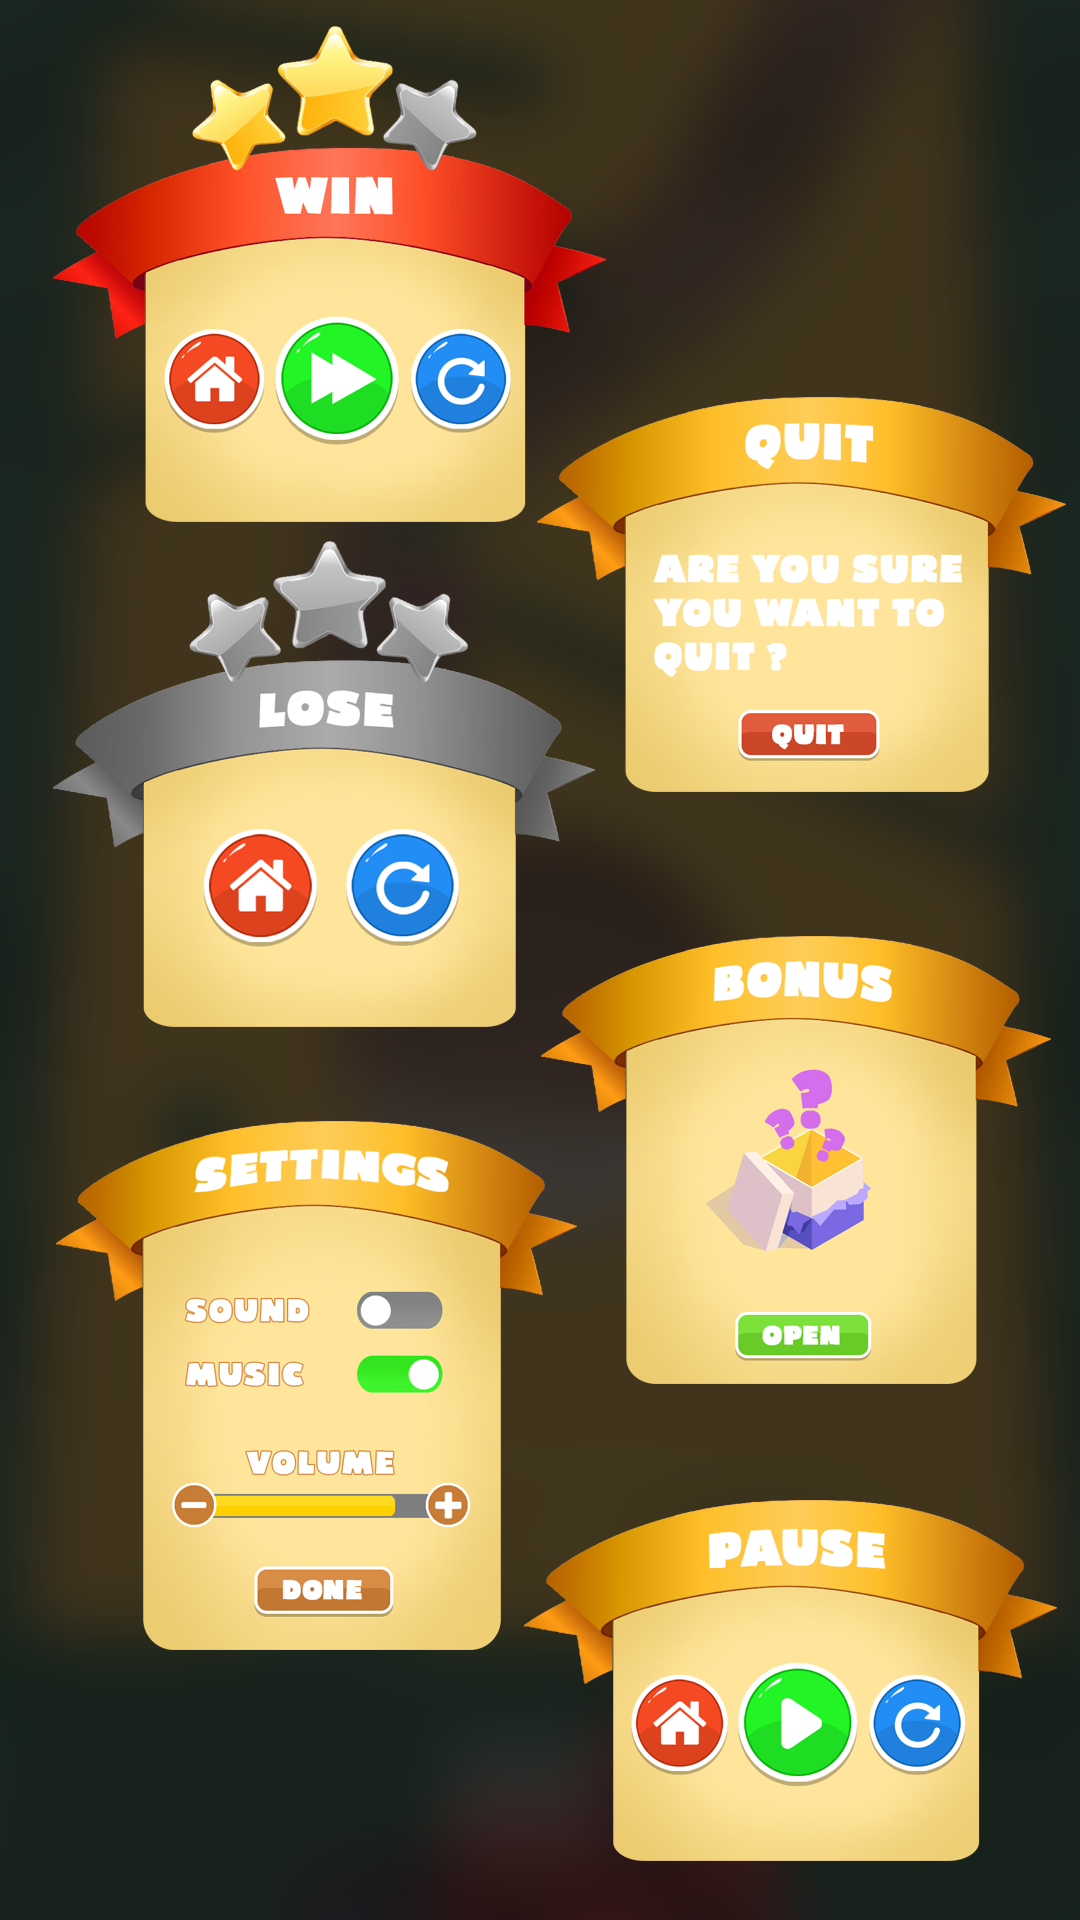 WIN
QUIT
ARE YOU SURE
YOU WANT TO
QUIT ?
QUIT
LOSE
BONUS
OPEN
SETTINGS
SOUND
MUSIC
VOLUME
DONE
PAUSE